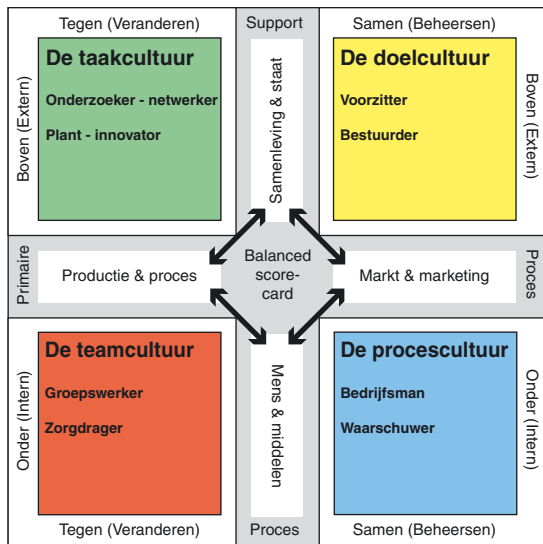 Tegen (Veranderen)
Support
Samen (Beheersen)
Boven (Extern)
De taakcultuur
Onderzoeker - netwerker
Plant - innovator
Samenleving & staat
De doelcultuur
Voorzitter
Bestuurder
Boven (Extern)
Primaire
Productie & proces
Balanced
score-
card
Markt & marketing
Proces
Onder (Intern)
De teamcultuur
Groepswerker
Zorgdrager
Mens & middelen
De procescultuur
Bedrijfsman
Waarschuwer
Onder (Intern)
Tegen (Veranderen)
Proces
Samen (Beheersen)